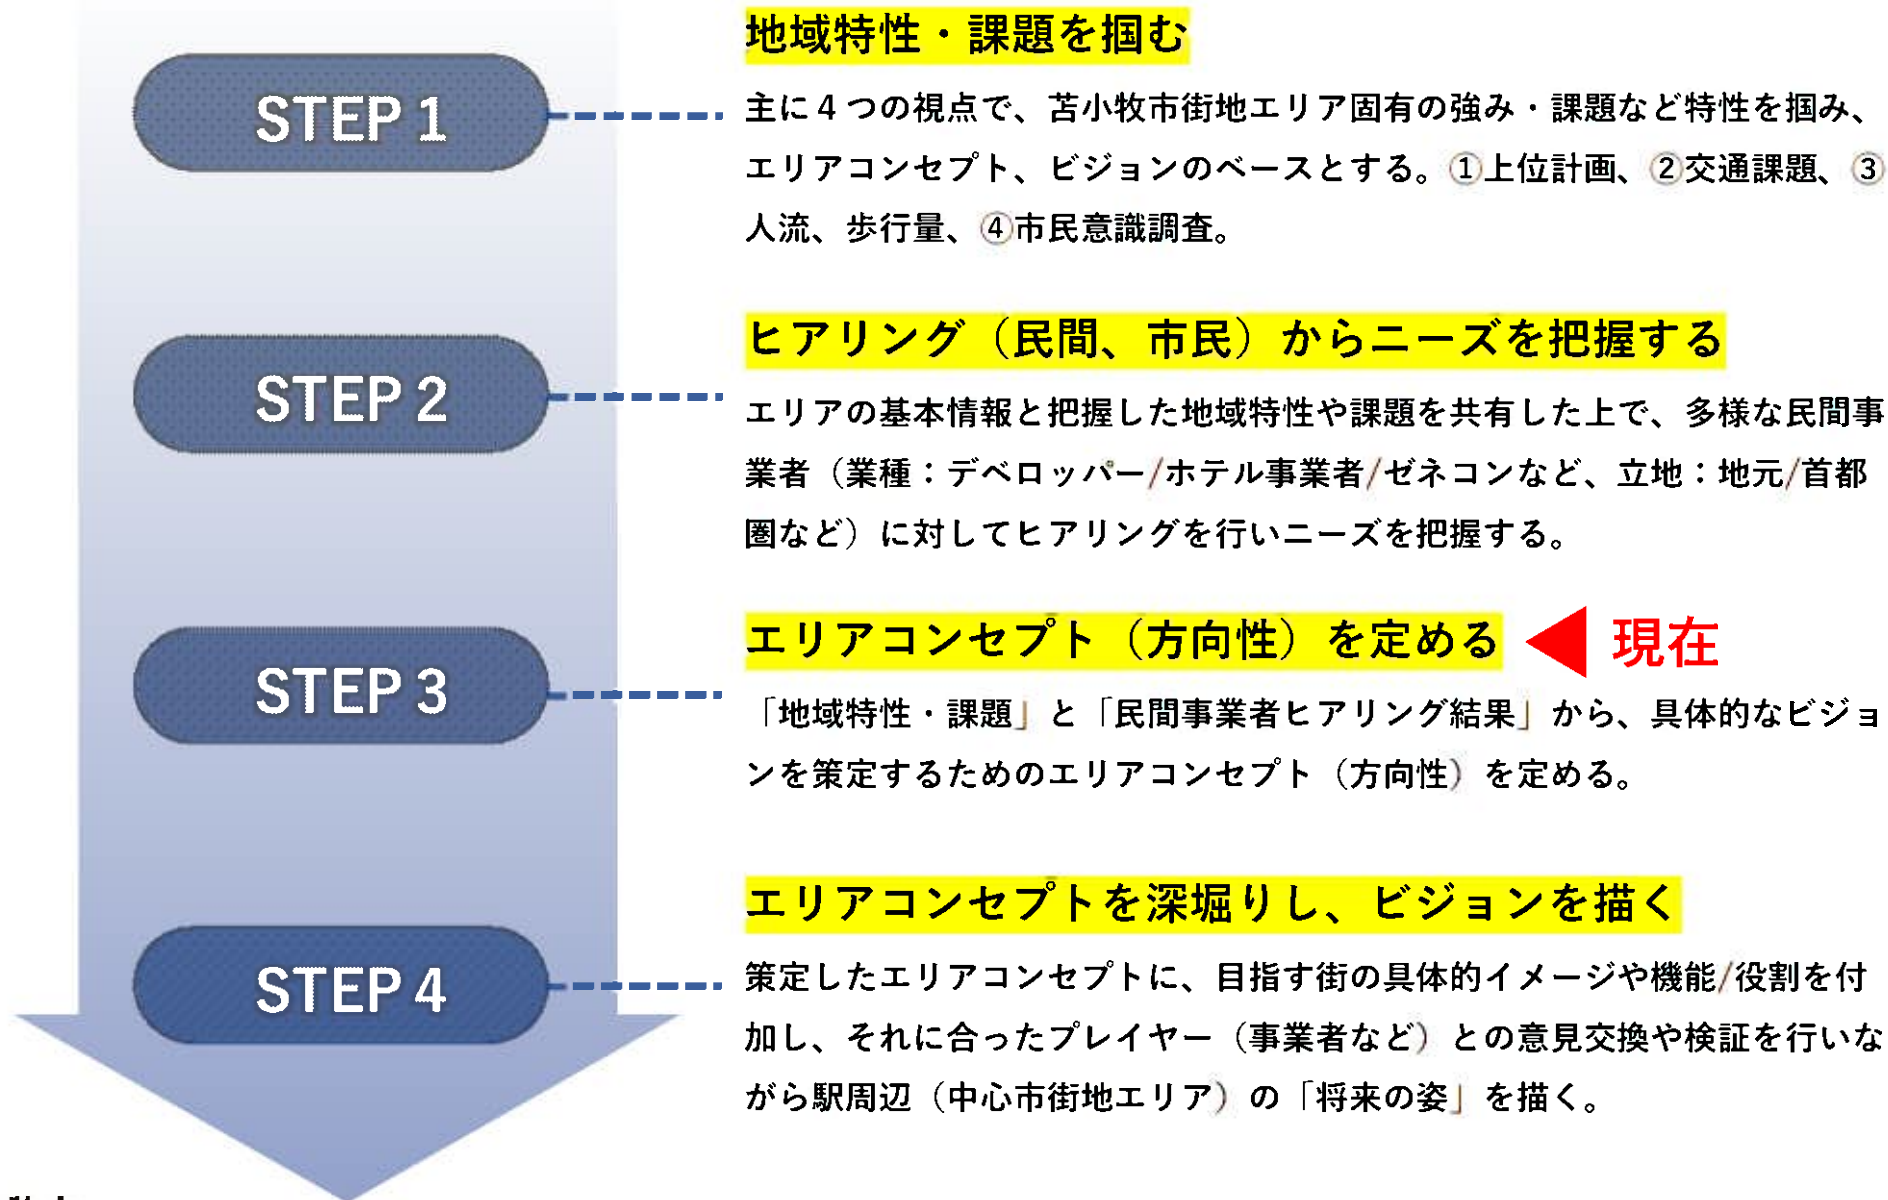 STEP 1
地域特性・課題を掴む
主に4つの視点で、苫小牧市街地エリア固有の強み・課題など特性を掴み、
エリアコンセプト、ビジョンのベースとする。①上位計画、②交通課題、③
人流、歩行量、④市民意識調査。
STEP 2
ヒアリング（民間、市民）からニーズを把握する
エリアの基本情報と把握した地域特性や課題を共有した上で、多様な民間事
業者（業種：デベロッパー/ホテル事業者/ゼネコンなど、立地：地元/首都
圏など）に対してヒアリングを行いニーズを把握する。
STEP 3
エリアコンセプト（方向性）を定める ◀ 現在
「地域特性・課題」と「民間事業者ヒアリング結果」から、具体的なビジョ
ンを策定するためのエリアコンセプト（方向性）を定める。
STEP 4
エリアコンセプトを深堀りし、ビジョンを描く
策定したエリアコンセプトに、目指す街の具体的イメージや機能/役割を付
加し、それに合ったプレイヤー（事業者など）との意見交換や検証を行いな
がら駅周辺（中心市街地エリア）の「将来の姿」を描く。